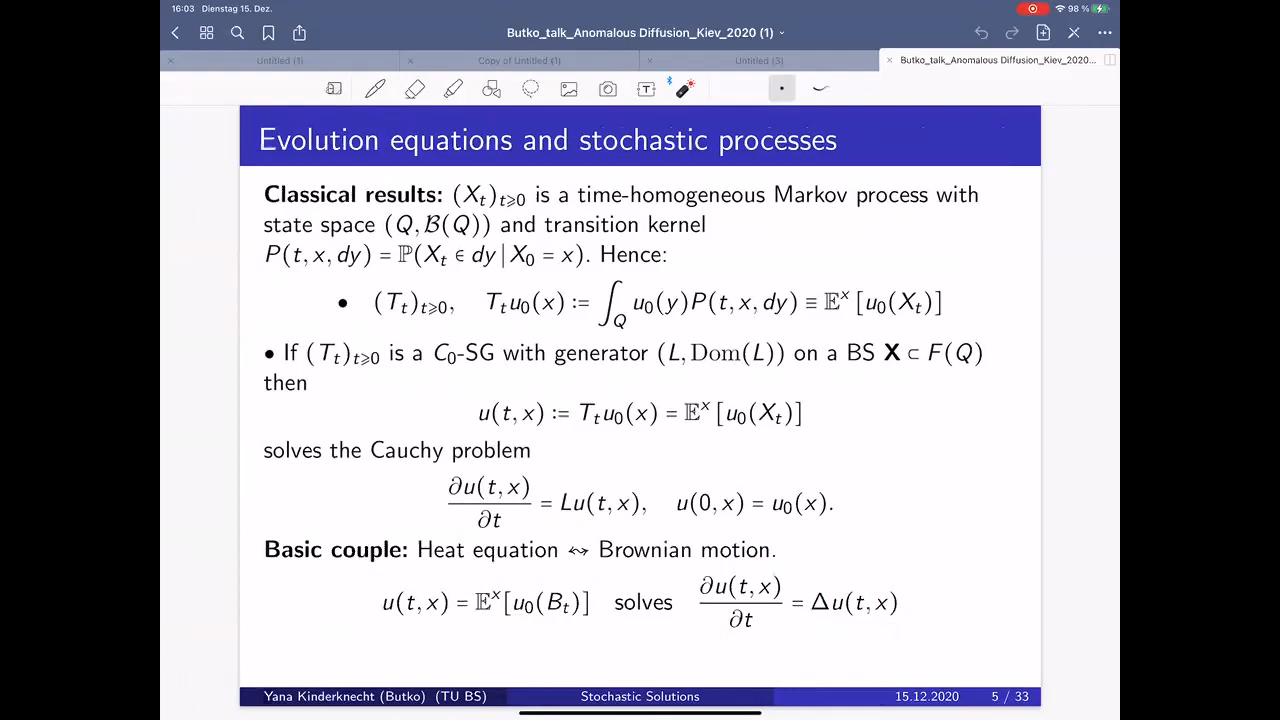 16:03 Dienstag 15. Dez.
98 %
Butko_talk_Anomalous Diffusion_Kiev_2020 (1)
Untitled (1)
Copy of Untitled (1)
Untitled (3)
Butko_talk_Anomalous Diffusion_Kiev_2020...
T
Evolution equations and stochastic processes
Classical results: (X_t)_{t⩾0} is a time-homogeneous Markov process with
state space (Q, ℬ(Q)) and transition kernel
P(t, x, dy) = ℙ(X_t ∈ dy | X_0 = x). Hence:
• (T_t)_{t⩾0}, T_t u_0(x) := ∫_Q u_0(y)P(t, x, dy) ≡ 𝔼^x [u_0(X_t)]
• If (T_t)_{t⩾0} is a C_0-SG with generator (L, Dom(L)) on a BS X ⊂ F(Q)
then
u(t, x) := T_t u_0(x) = 𝔼^x [u_0(X_t)]
solves the Cauchy problem
∂u(t, x)/∂t = Lu(t, x), u(0, x) = u_0(x).
Basic couple: Heat equation ↭ Brownian motion.
u(t, x) = 𝔼^x[u_0(B_t)] solves ∂u(t, x)/∂t = Δu(t, x)
Yana Kinderknecht (Butko) (TU BS) Stochastic Solutions 15.12.2020 5 / 33